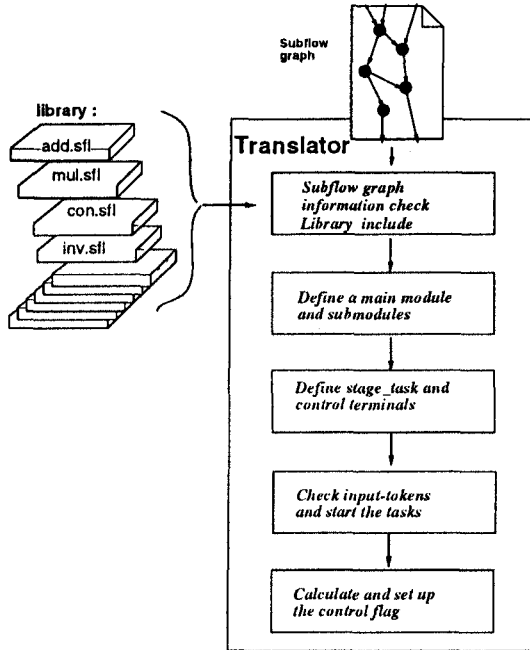 Subflow
graph
library :
add.sfl
mul.sfl
con.sfl
inv.sfl
Translator
Subflow graph
information check
Library include
Define a main module
and submodules
Define stage_task and
control terminals
Check input-tokens
and start the tasks
Calculate and set up
the control flag